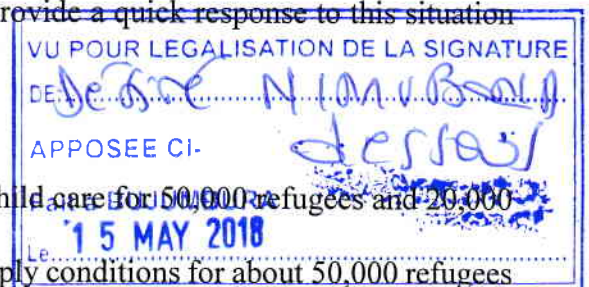 rovide a quick response to this situation
VU POUR LEGALISATION DE LA SIGNATURE
DE
APPOSEE CI-
dessous
hild care for 50,000 refugees and 20,000
Le 15 MAY 2018
ply conditions for about 50,000 refugees